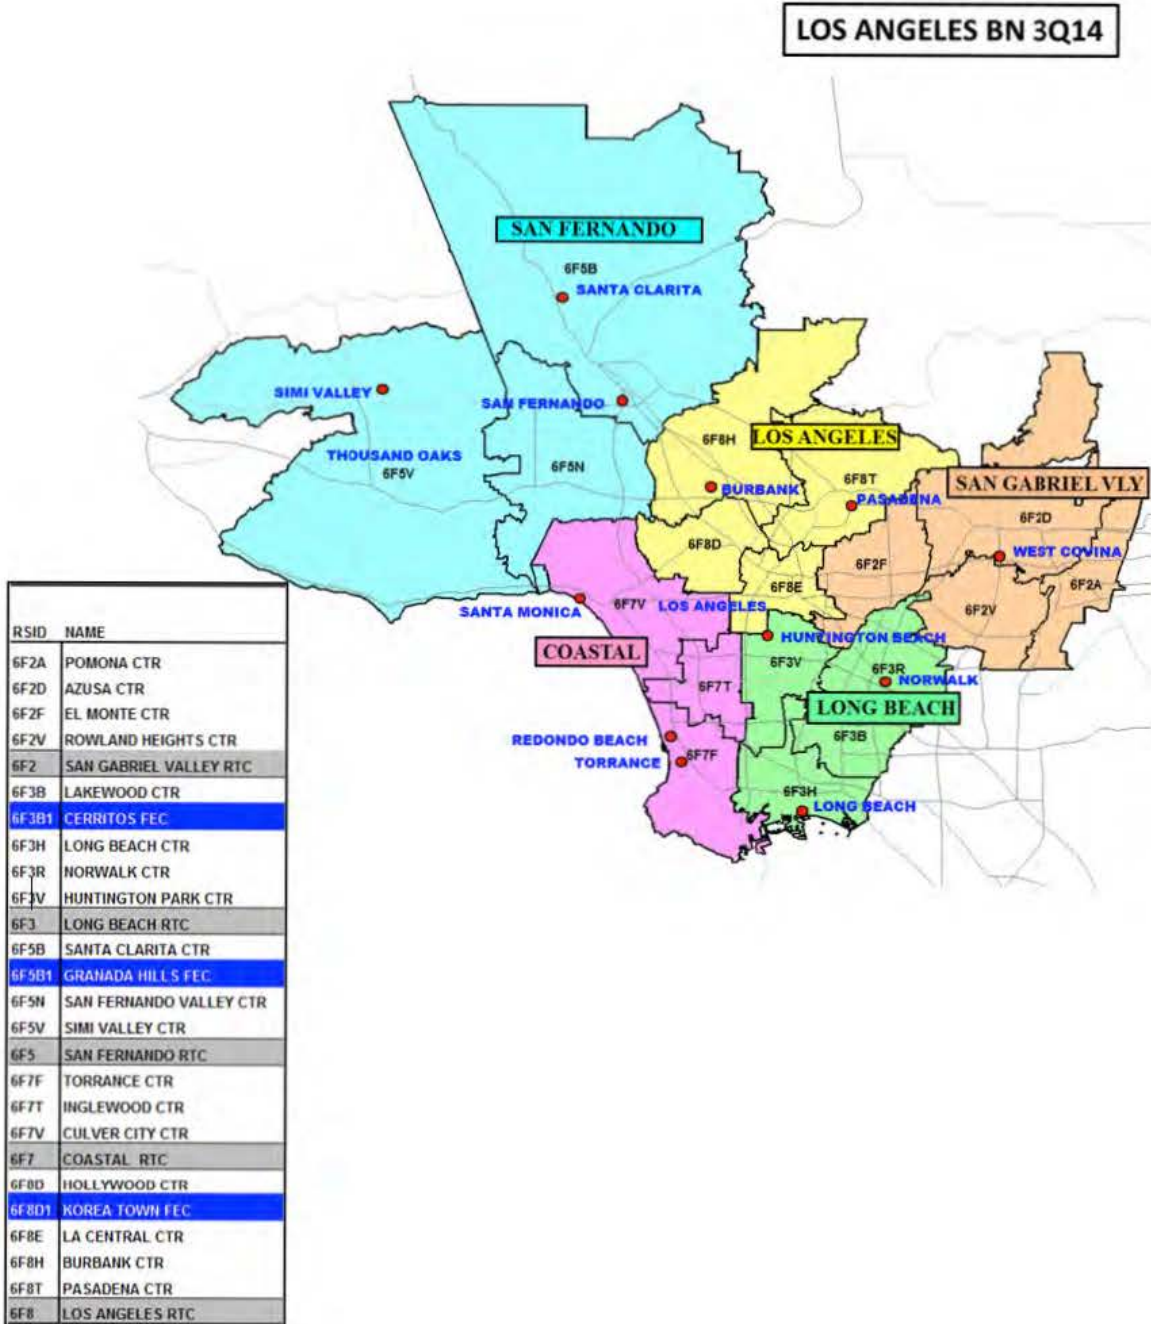 LOS ANGELES BN 3Q14
SAN FERNANDO
6F5B
SANTA CLARITA
SIMI VALLEY
SAN FERNANDO
6F8H
LOS ANGELES
THOUSAND OAKS
6F5V
6F5N
6F8T
SAN GABRIEL VLY
BURBANK
PASADENA
6F2D
6F8D
WEST COVINA
6F2F
6F8E
6F2A
SANTA MONICA
6F7V
LOS ANGELES
6F2V
HUNTINGTON BEACH
COASTAL
6F3V
6F3R
NORWALK
6F7T
LONG BEACH
REDONDO BEACH
6F3B
TORRANCE
6F7F
6F3H
LONG BEACH
RSID NAME
6F2A POMONA CTR
6F2D AZUSA CTR
6F2F EL MONTE CTR
6F2V ROWLAND HEIGHTS CTR
6F2 SAN GABRIEL VALLEY RTC
6F3B LAKEWOOD CTR
6F3B1 CERRITOS FEC
6F3H LONG BEACH CTR
6F3R NORWALK CTR
6F3V HUNTINGTON PARK CTR
6F3 LONG BEACH RTC
6F5B SANTA CLARITA CTR
6F5B1 GRANADA HILLS FEC
6F5N SAN FERNANDO VALLEY CTR
6F5V SIMI VALLEY CTR
6F5 SAN FERNANDO RTC
6F7F TORRANCE CTR
6F7T INGLEWOOD CTR
6F7V CULVER CITY CTR
6F7 COASTAL RTC
6F8D HOLLYWOOD CTR
6F8D1 KOREA TOWN FEC
6F8E LA CENTRAL CTR
6F8H BURBANK CTR
6F8T PASADENA CTR
6F8 LOS ANGELES RTC